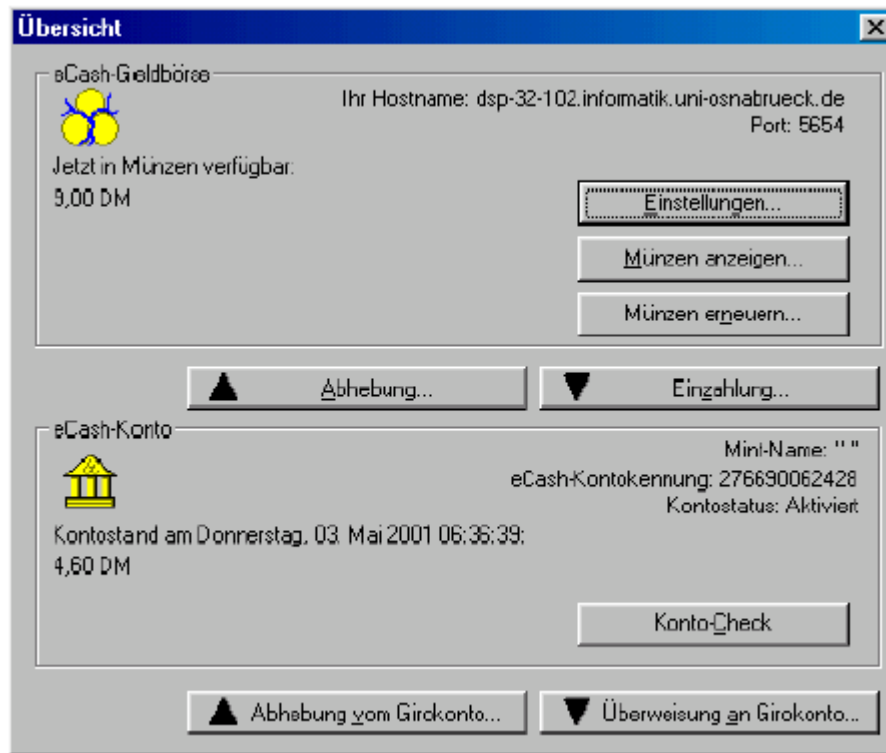 Übersicht
eCash-Geldbörse
Ihr Hostname: dsp-32-102.informatik.uni-osnabrueck.de
Port: 5654
Jetzt in Münzen verfügbar:
9,00 DM
Einstellungen...
Münzen anzeigen...
Münzen erneuern...
Abhebung...
Einzahlung...
eCash-Konto
Mint-Name: " "
eCash-Kontokennung: 276690062428
Kontostatus: Aktiviert
Kontostand am Donnerstag, 03. Mai 2001 06:36:39:
4,60 DM
Konto-Check
Abhebung vom Girokonto...
Überweisung an Girokonto...